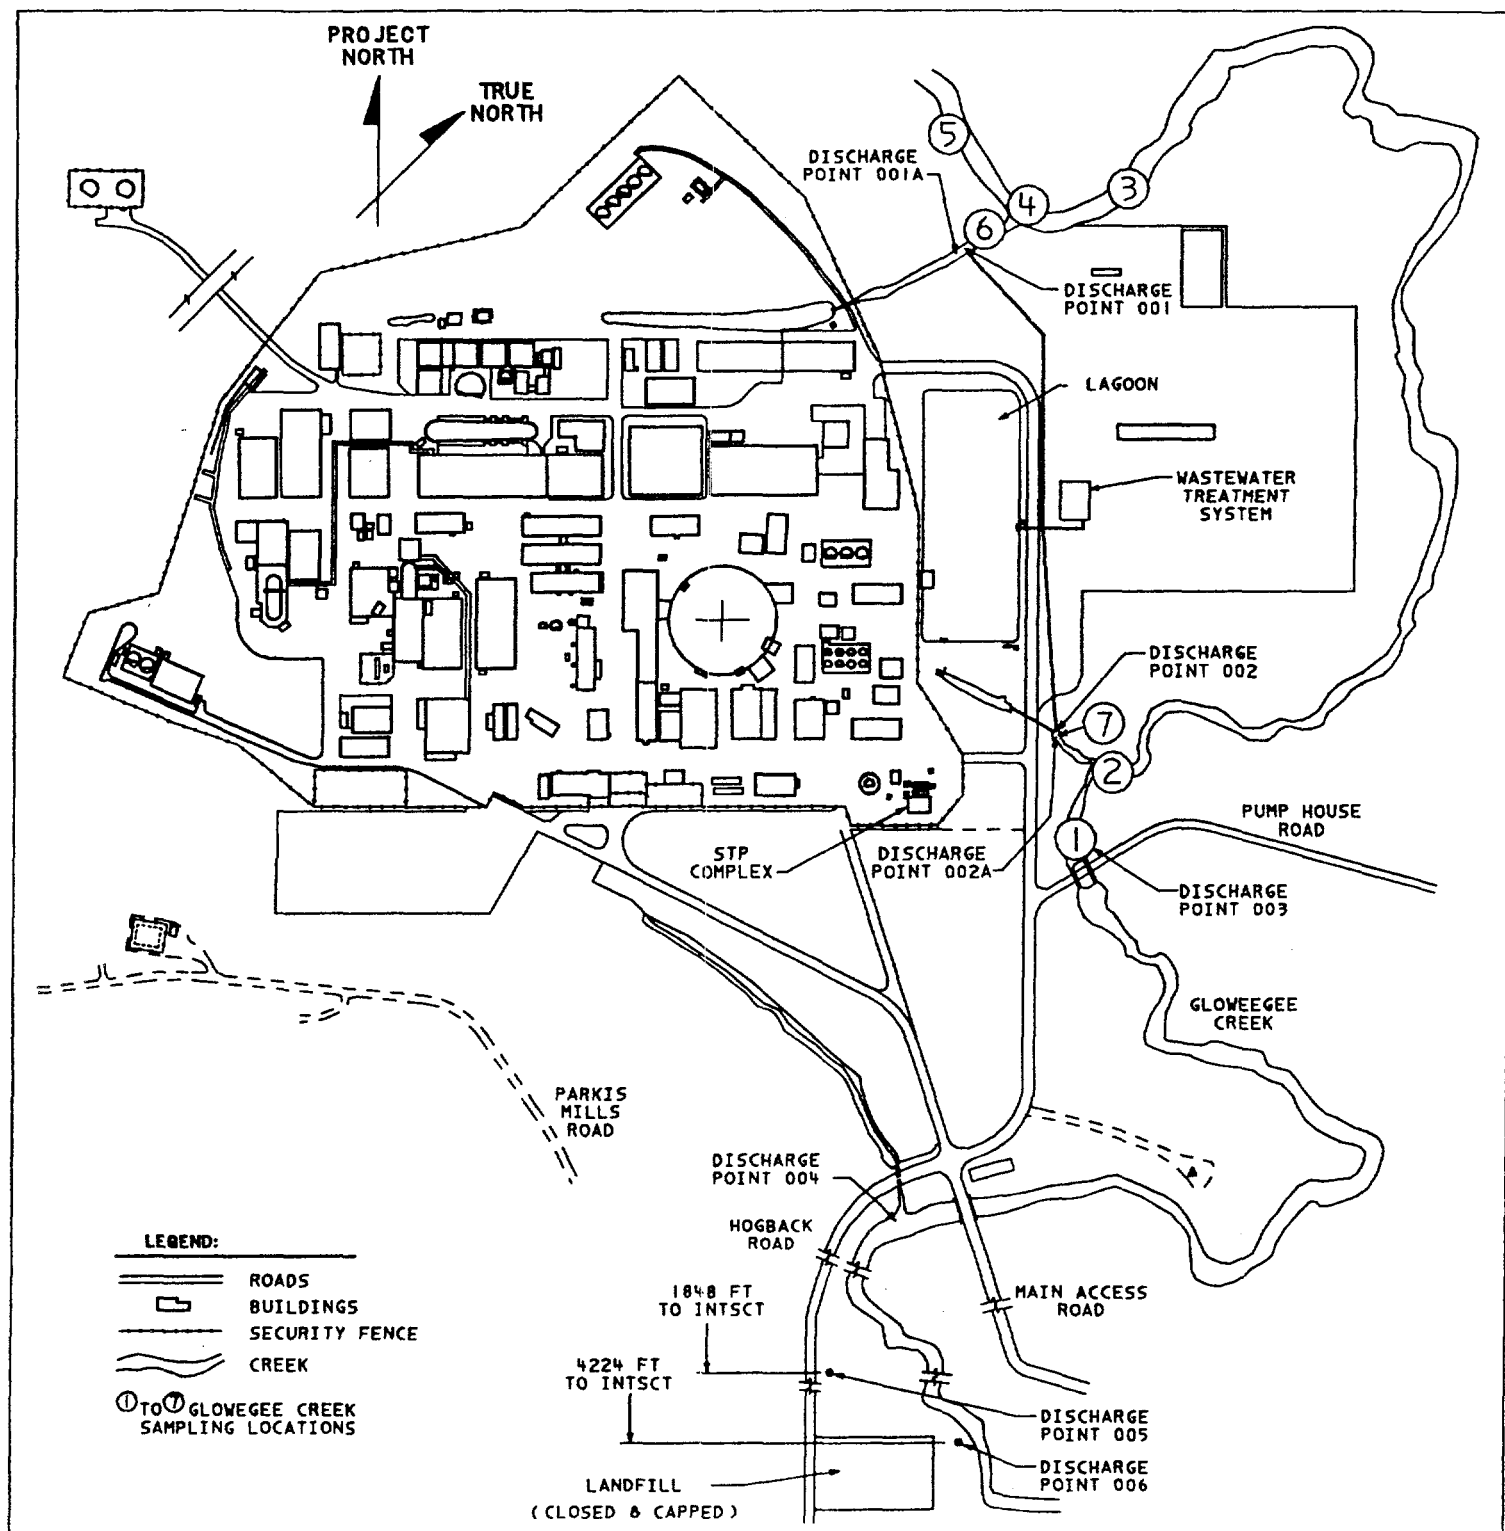 PROJECT
NORTH
TRUE
NORTH
5
DISCHARGE
POINT 001A
3
4
6
DISCHARGE
POINT 001
LAGOON
WASTEWATER
TREATMENT
SYSTEM
DISCHARGE
POINT 002
7
2
PUMP HOUSE
ROAD
1
STP
COMPLEX
DISCHARGE
POINT 002A
DISCHARGE
POINT 003
GLOWEEGEE
CREEK
PARKIS
MILLS
ROAD
DISCHARGE
POINT 004
HOGBACK
ROAD
MAIN ACCESS
ROAD
1848 FT
TO INTSCT
4224 FT
TO INTSCT
DISCHARGE
POINT 005
DISCHARGE
POINT 006
LANDFILL
(CLOSED & CAPPED)
LEGEND:
ROADS
BUILDINGS
SECURITY FENCE
CREEK
1 TO 7 GLOWEGEE CREEK
SAMPLING LOCATIONS